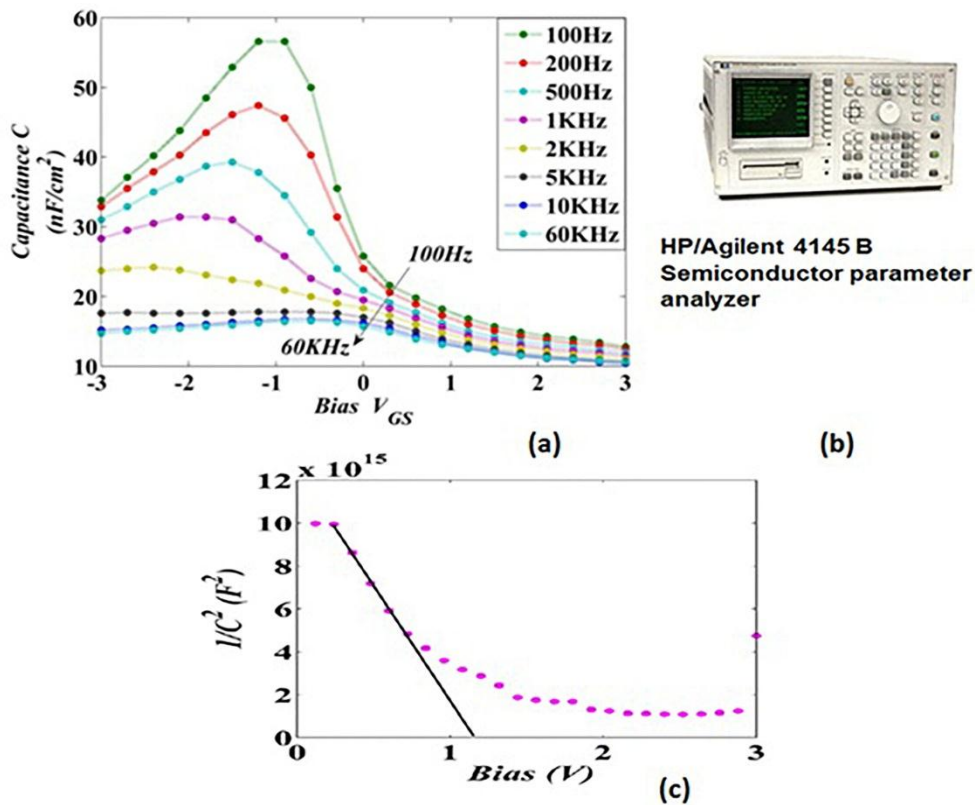 60
50
40
30
20
10
Capacitance C
(nF/cm²)
100Hz
200Hz
500Hz
1KHz
2KHz
5KHz
10KHz
60KHz
100Hz
60KHz
-3 -2 -1 0 1 2 3
Bias V_GS
(a)
HP/Agilent 4145 B
Semiconductor parameter
analyzer
(b)
x 10¹⁵
12
10
8
6
4
2
0
1/C² (F²)
0 1 2 3
Bias (V)
(c)